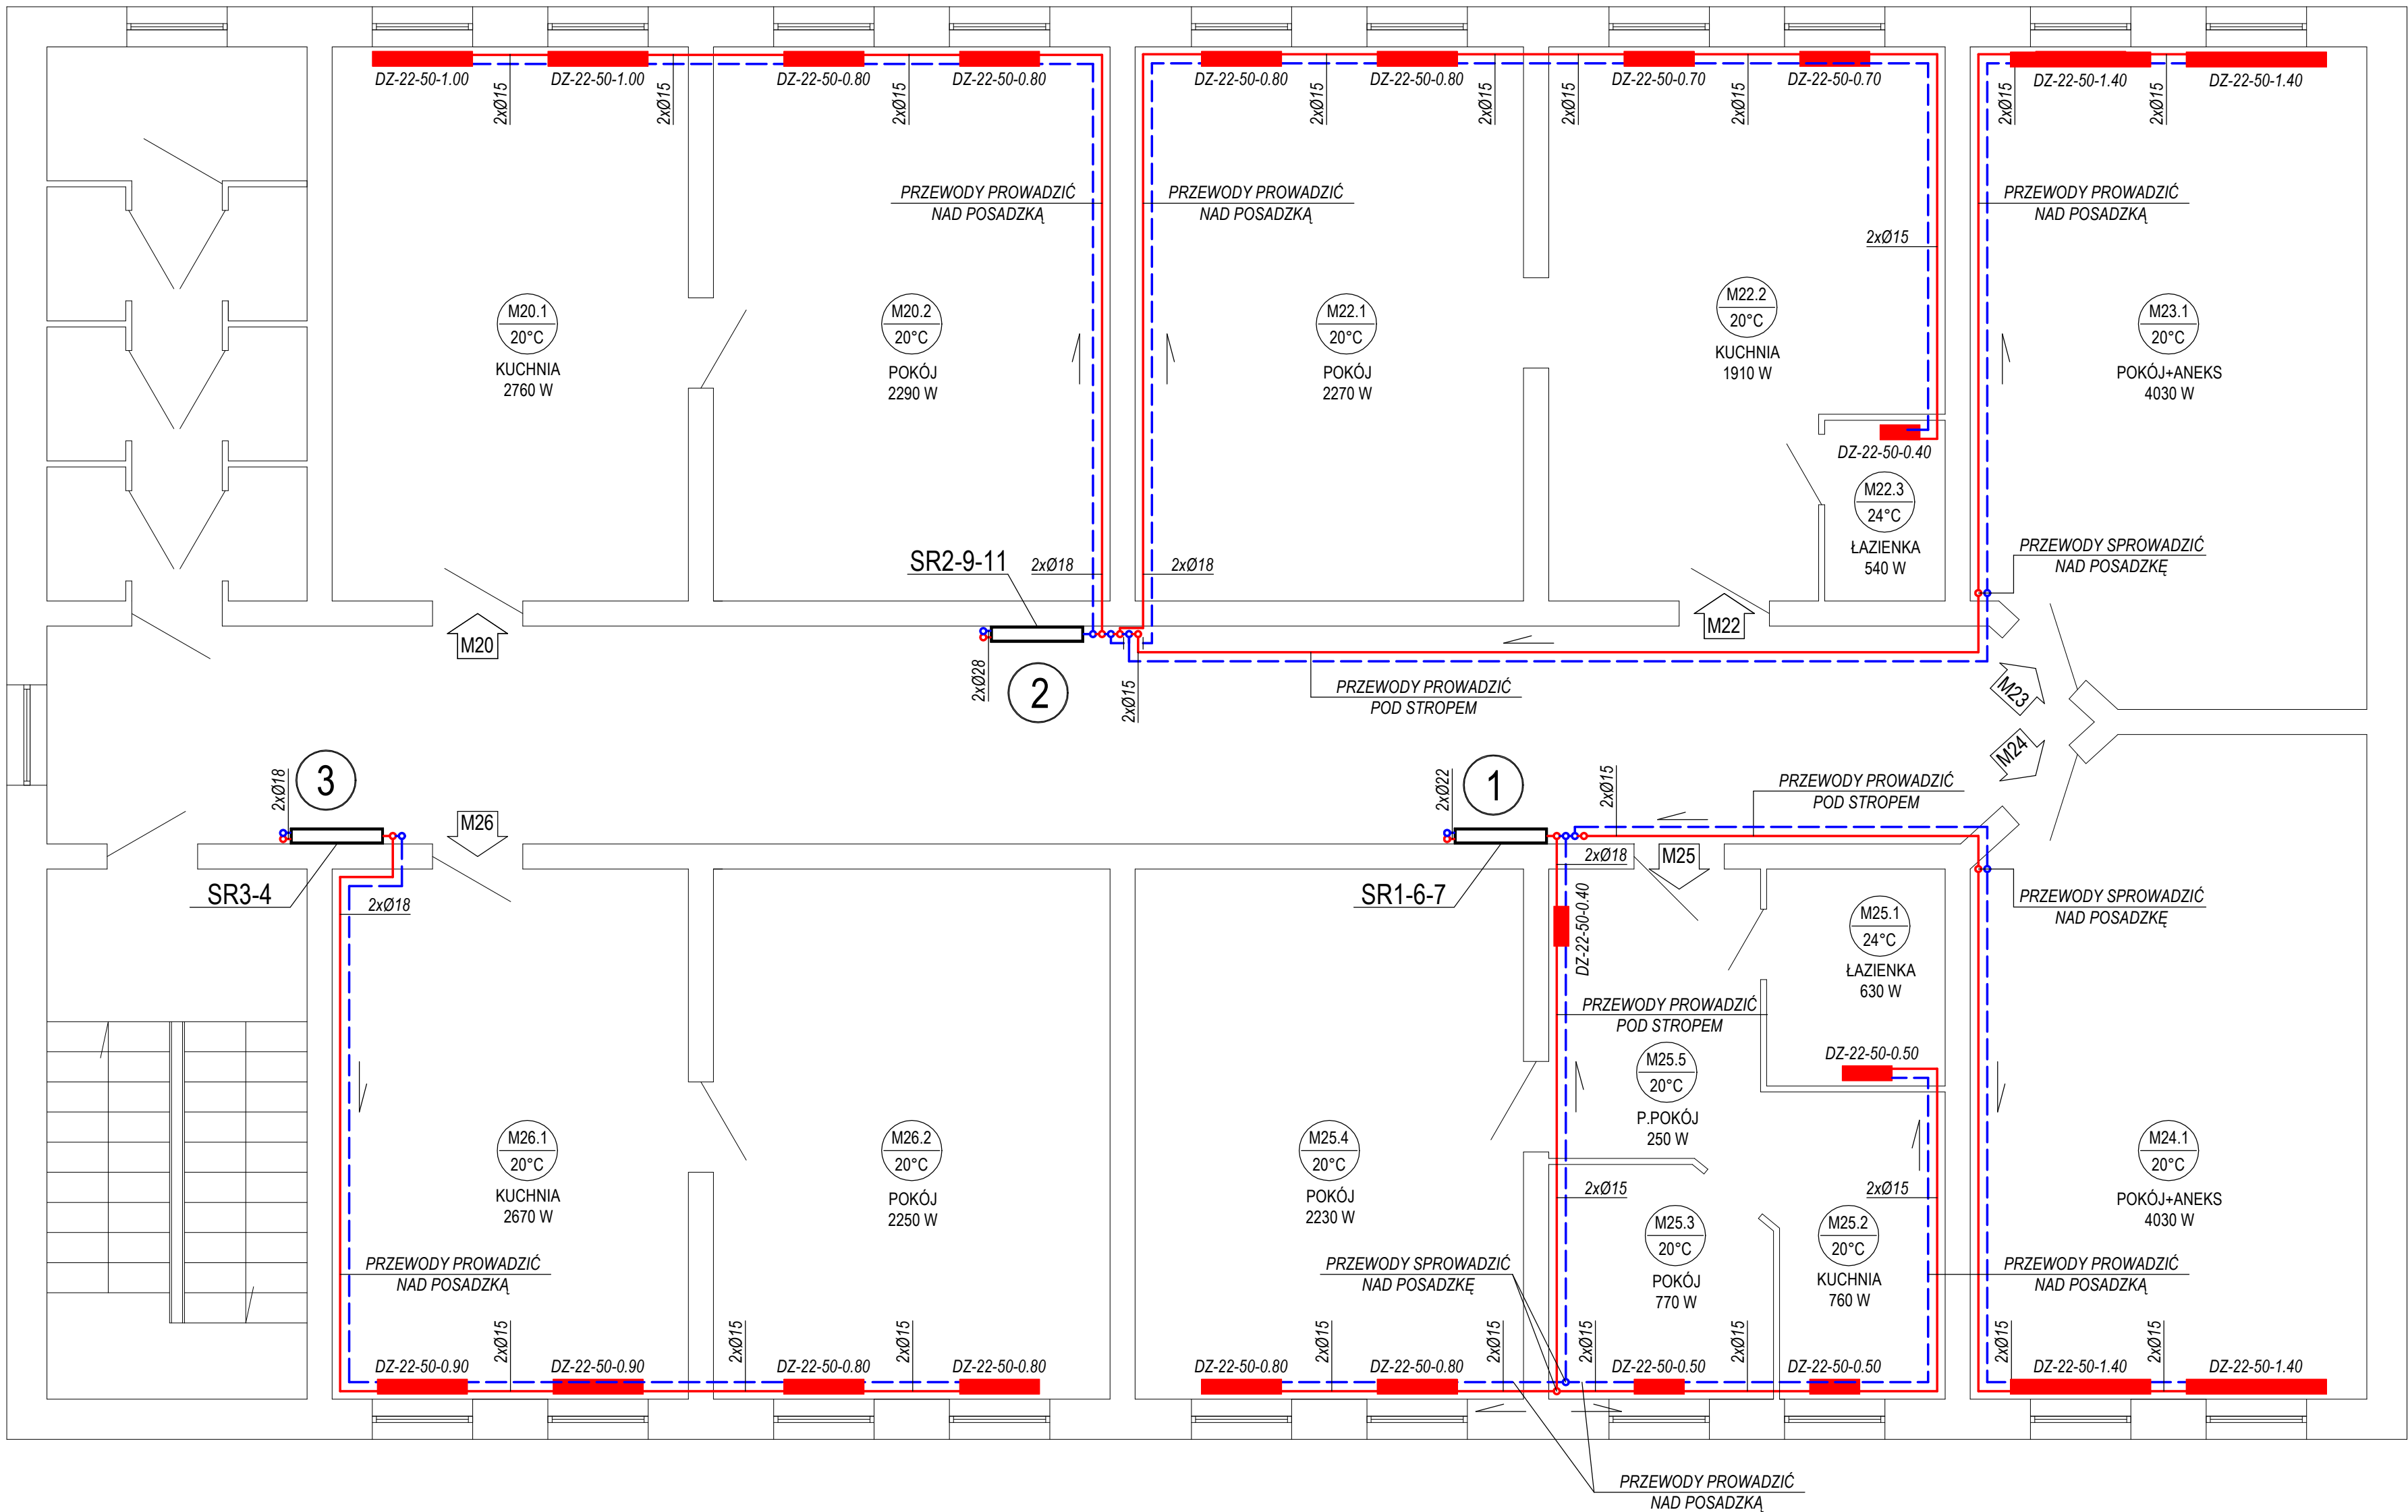 DZ-22-50-1.00
2xØ15
DZ-22-50-1.00
2xØ15
DZ-22-50-0.80
2xØ15
DZ-22-50-0.80
DZ-22-50-0.80
2xØ15
DZ-22-50-0.80
2xØ15
2xØ15
DZ-22-50-0.70
2xØ15
DZ-22-50-0.70
2xØ15
DZ-22-50-1.40
2xØ15
DZ-22-50-1.40
PRZEWODY PROWADZIĆ
NAD POSADZKĄ
PRZEWODY PROWADZIĆ
NAD POSADZKĄ
PRZEWODY PROWADZIĆ
NAD POSADZKĄ
2xØ15
M20.1
20°C
KUCHNIA
2760 W
M20.2
20°C
POKÓJ
2290 W
M22.1
20°C
POKÓJ
2270 W
M22.2
20°C
KUCHNIA
1910 W
M23.1
20°C
POKÓJ+ANEKS
4030 W
DZ-22-50-0.40
M22.3
24°C
ŁAZIENKA
540 W
SR2-9-11
2xØ18
2xØ18
PRZEWODY SPROWADZIĆ
NAD POSADZKĘ
M20
M22
2xØ28
2
2xØ15
PRZEWODY PROWADZIĆ
POD STROPEM
M23
M24
2xØ18
3
M26
2xØ22
1
2xØ15
PRZEWODY PROWADZIĆ
POD STROPEM
SR3-4
2xØ18
SR1-6-7
2xØ18
M25
DZ-22-50-0.40
M25.1
24°C
ŁAZIENKA
630 W
PRZEWODY SPROWADZIĆ
NAD POSADZKĘ
PRZEWODY PROWADZIĆ
POD STROPEM
DZ-22-50-0.50
M25.5
20°C
P.POKÓJ
250 W
M26.1
20°C
KUCHNIA
2670 W
M26.2
20°C
POKÓJ
2250 W
M25.4
20°C
POKÓJ
2230 W
2xØ15
2xØ15
M25.3
20°C
POKÓJ
770 W
M25.2
20°C
KUCHNIA
760 W
M24.1
20°C
POKÓJ+ANEKS
4030 W
PRZEWODY PROWADZIĆ
NAD POSADZKĄ
PRZEWODY SPROWADZIĆ
NAD POSADZKĘ
PRZEWODY PROWADZIĆ
NAD POSADZKĄ
DZ-22-50-0.90
2xØ15
DZ-22-50-0.90
2xØ15
DZ-22-50-0.80
2xØ15
DZ-22-50-0.80
DZ-22-50-0.80
2xØ15
DZ-22-50-0.80
2xØ15
2xØ15
DZ-22-50-0.50
2xØ15
DZ-22-50-0.50
2xØ15
DZ-22-50-1.40
2xØ15
DZ-22-50-1.40
PRZEWODY PROWADZIĆ
NAD POSADZKĄ